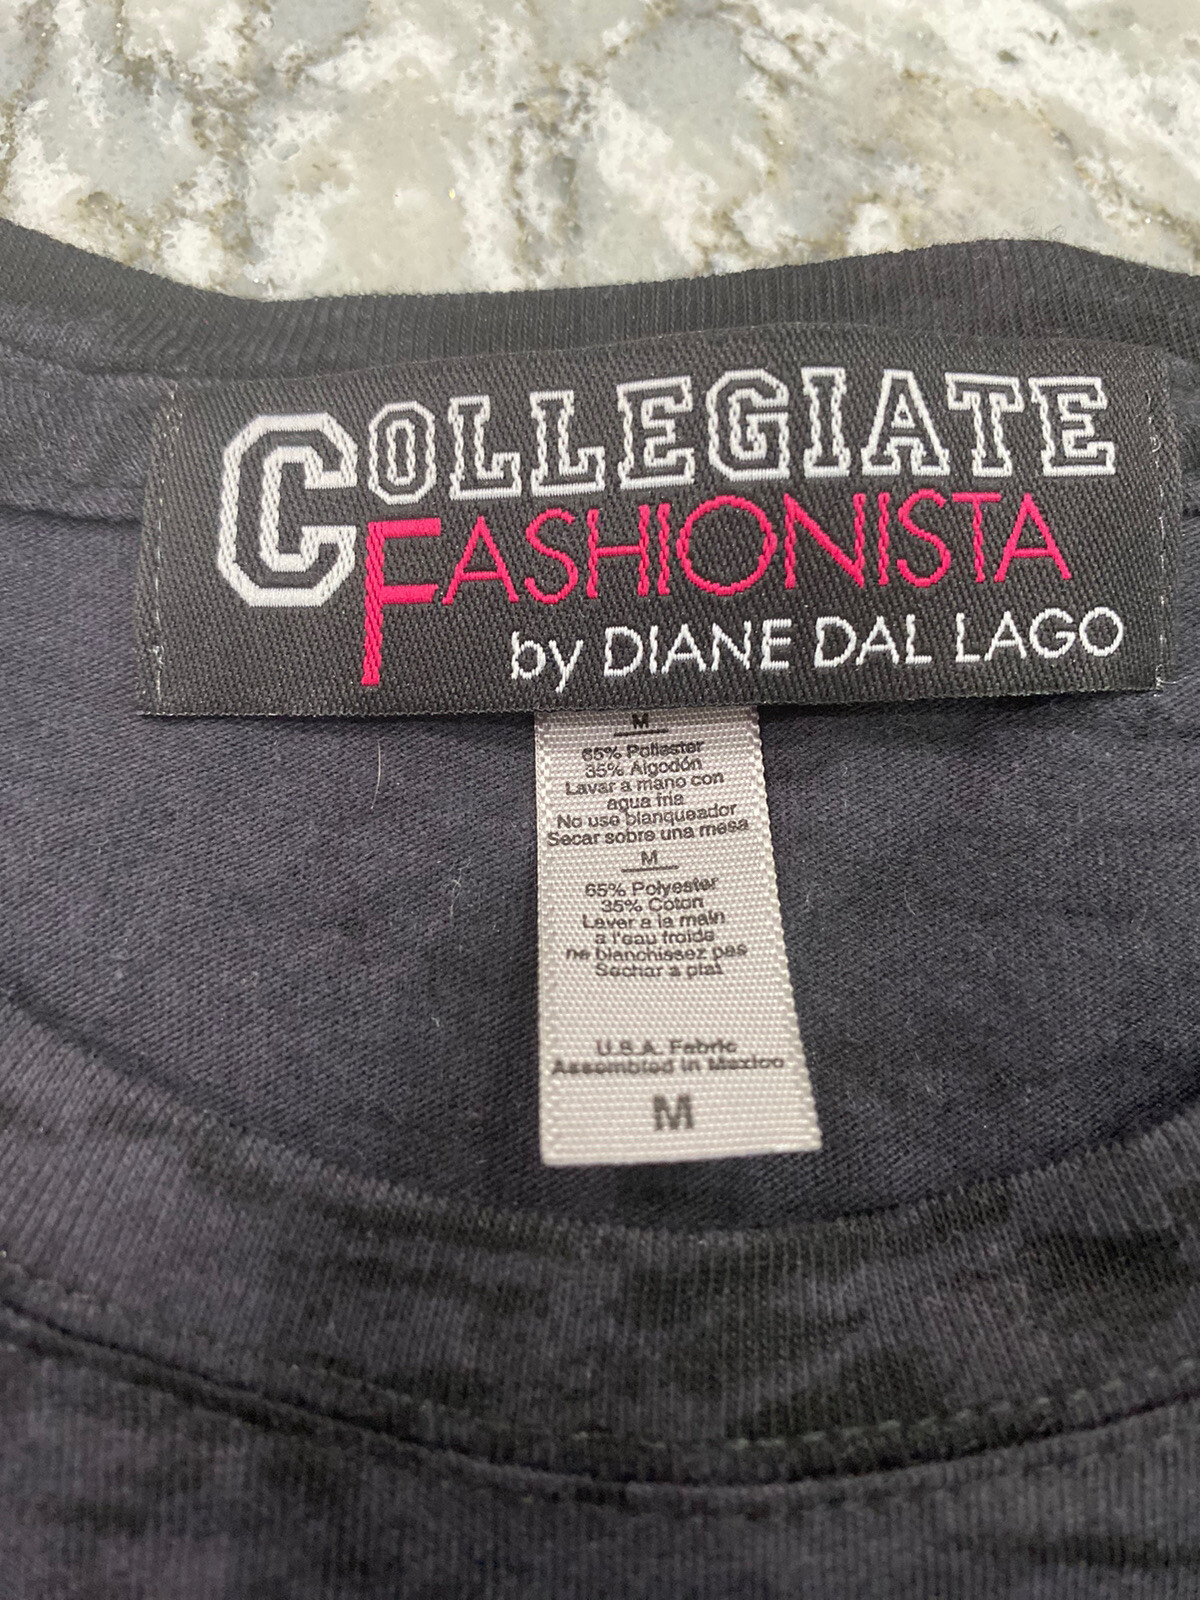 COLLEGIATE
FASHIONISTA
by DIANE DAL LAGO
M
65% Poliester
35% Algodón
Lavar a mano con
agua fria
No use blanqueador
Secar sobre una mesa
M
65% Polyester
35% Coton
Laver a la main
a l'eau froide
ne blanchissez pas
Sechar a plat
U.S.A. Fabric
Assembled in Mexico
M